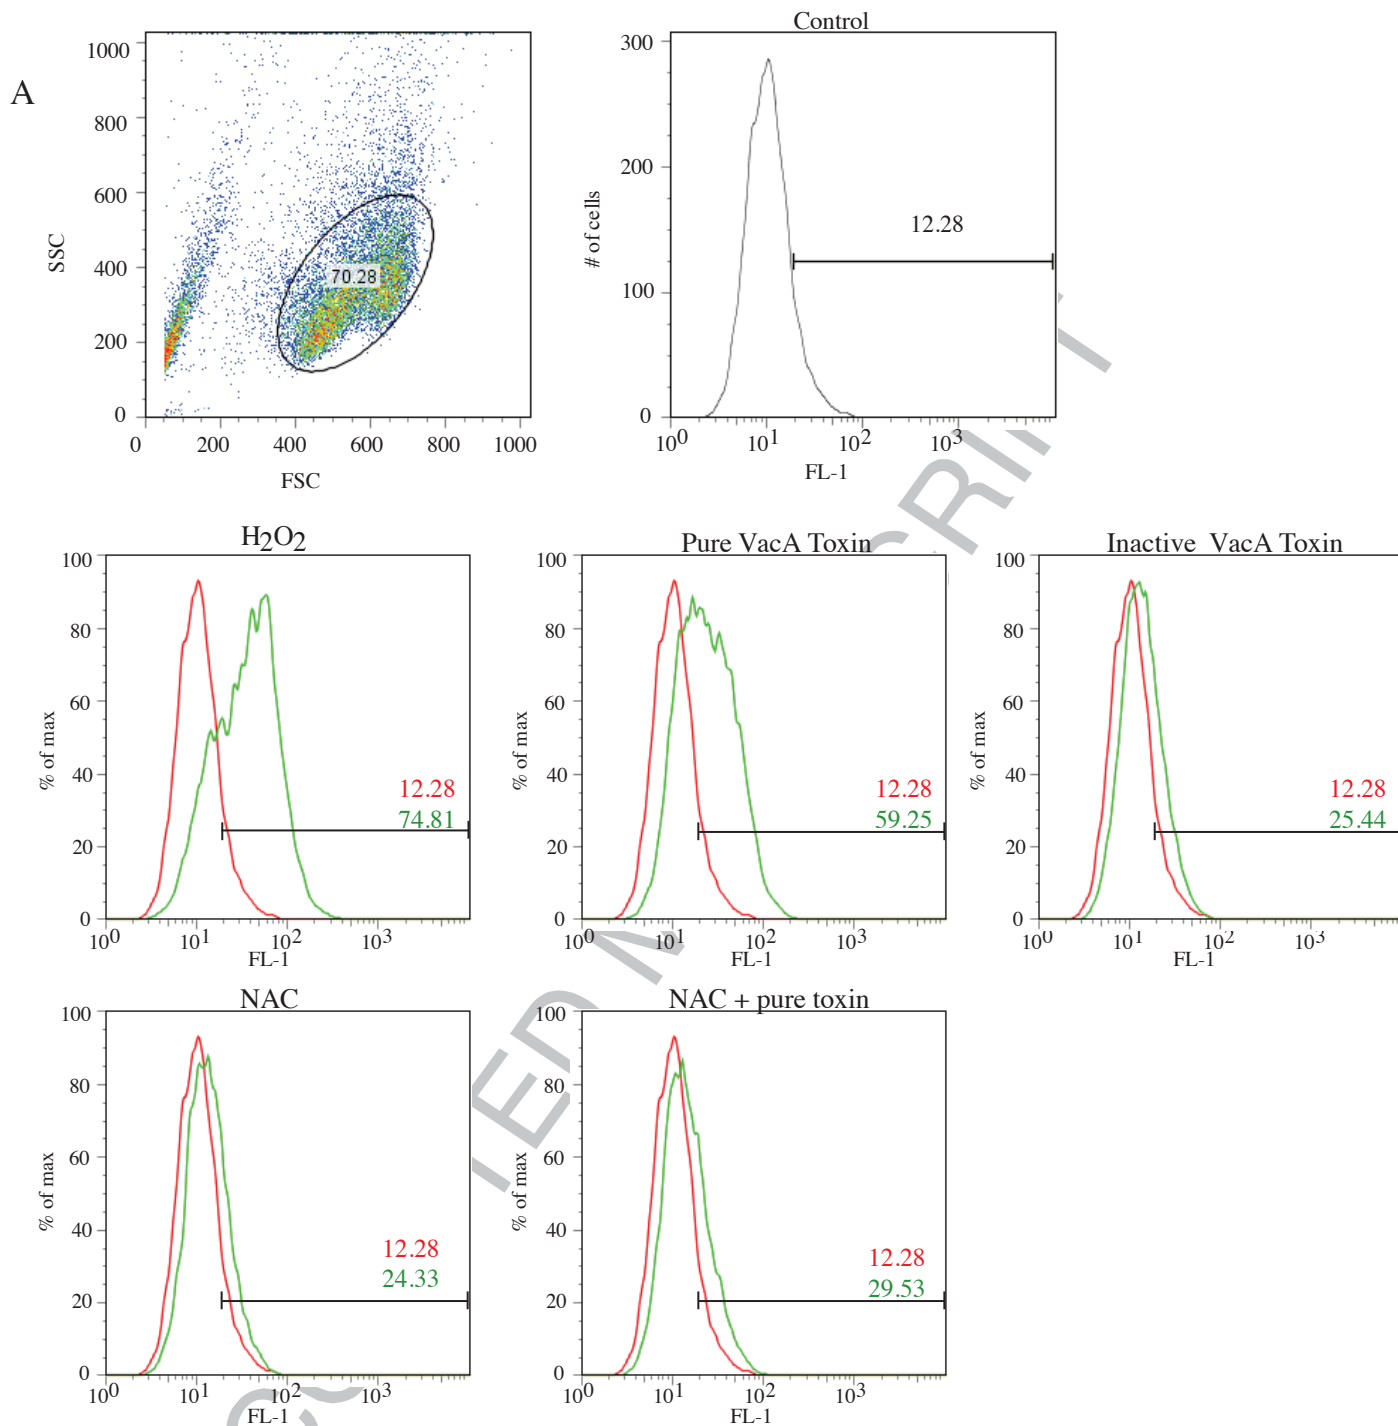 A
1000
800
600
400
200
0
SSC
70.28
0 200 400 600 800 1000
FSC
Control
300
200
100
0
# of cells
12.28
10^0 10^1 10^2 10^3
FL-1
H2O2
100
80
60
40
20
0
% of max
12.28
74.81
10^0 10^1 10^2 10^3
FL-1
Pure VacA Toxin
100
80
60
40
20
0
% of max
12.28
59.25
10^0 10^1 10^2 10^3
FL-1
Inactive VacA Toxin
100
80
60
40
20
0
% of max
12.28
25.44
10^0 10^1 10^2 10^3
FL-1
NAC
100
80
60
40
20
0
% of max
12.28
24.33
10^0 10^1 10^2 10^3
FL-1
NAC + pure toxin
100
80
60
40
20
0
% of max
12.28
29.53
10^0 10^1 10^2 10^3
FL-1